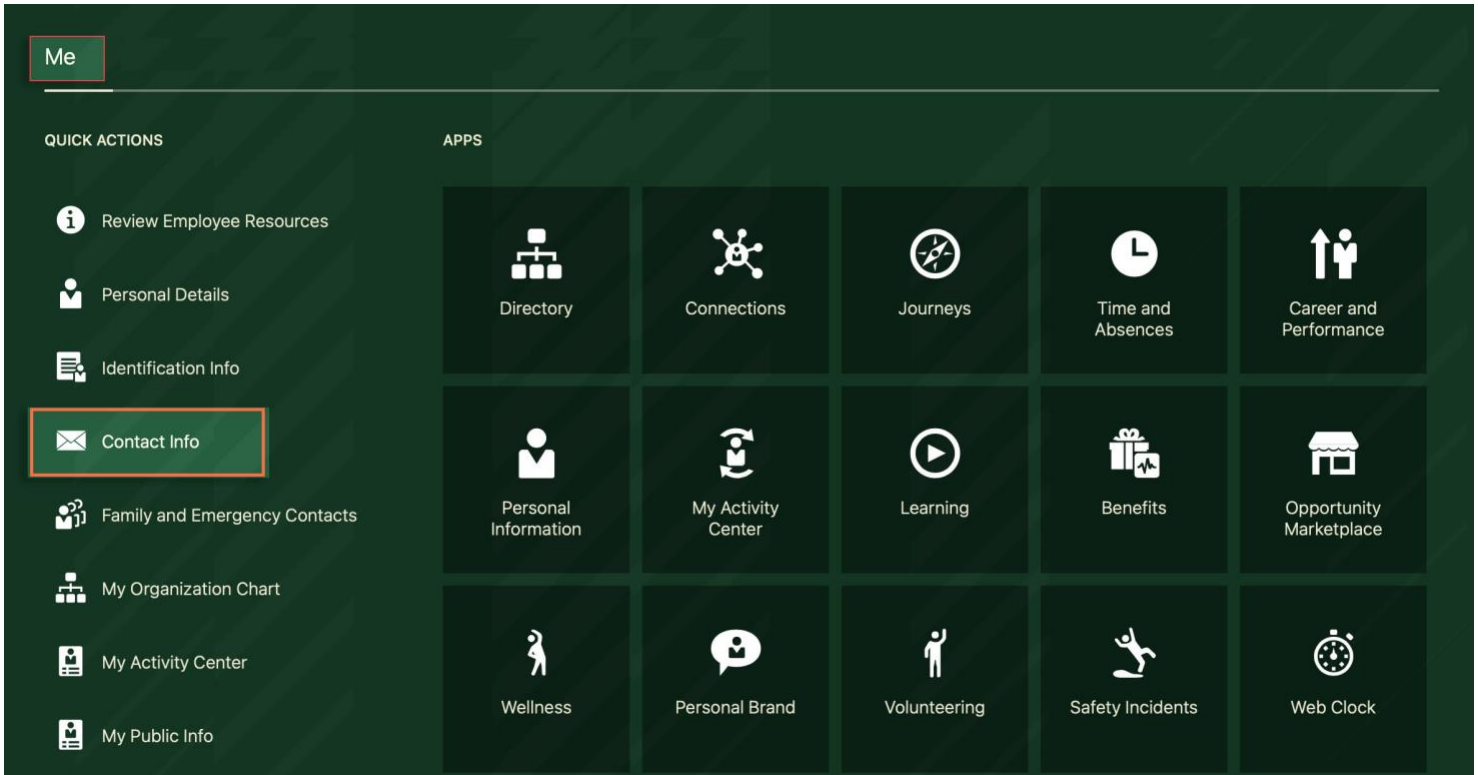 Me
QUICK ACTIONS
Review Employee Resources
Personal Details
Identification Info
Contact Info
Family and Emergency Contacts
My Organization Chart
My Activity Center
My Public Info
APPS
Directory
Connections
Journeys
Time and
Absences
Career and
Performance
Personal
Information
My Activity
Center
Learning
Benefits
Opportunity
Marketplace
Wellness
Personal Brand
Volunteering
Safety Incidents
Web Clock